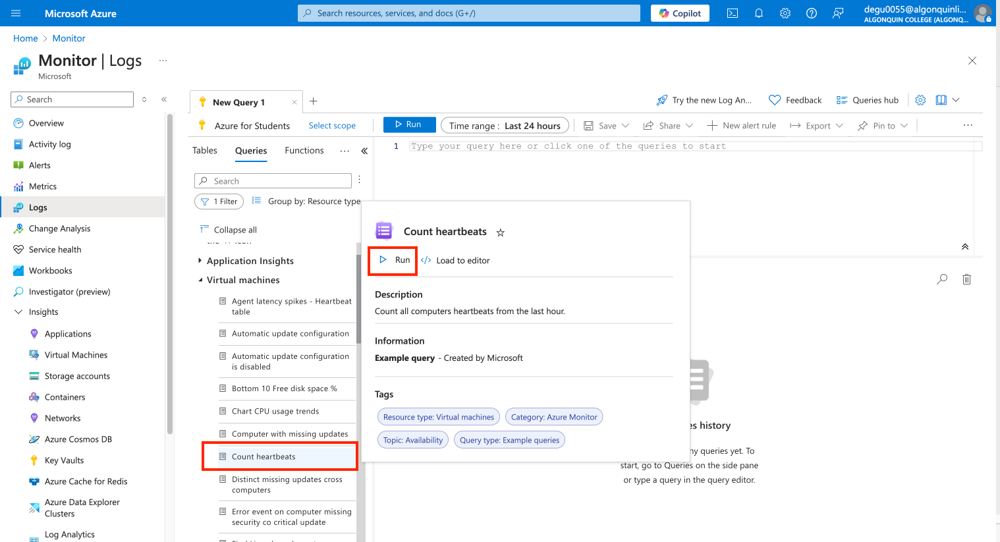 Microsoft Azure
Search resources, services, and docs (G+/)
Copilot
degu0055@algonquinli...
ALGONQUIN COLLEGE (ALGONQ...
Home > Monitor
Monitor | Logs
...
Microsoft
Search
Overview
Activity log
Alerts
Metrics
Logs
Change Analysis
Service health
Workbooks
Investigator (preview)
Insights
Applications
Virtual Machines
Storage accounts
Containers
Networks
Azure Cosmos DB
Key Vaults
Azure Cache for Redis
Azure Data Explorer
Clusters
Log Analytics
New Query 1
Try the new Log An...
Feedback
Queries hub
Azure for Students
Select scope
Run
Time range : Last 24 hours
Save
Share
New alert rule
Export
Pin to
...
Tables
Queries
Functions
...
1 Type your query here or click one of the queries to start
Search
1 Filter
Group by: Resource type
Collapse all
Application Insights
Virtual machines
Agent latency spikes - Heartbeat
table
Automatic update configuration
Automatic update configuration
is disabled
Bottom 10 Free disk space %
Chart CPU usage trends
Computer with missing updates
Count heartbeats
Distinct missing updates cross
computers
Error event on computer missing
security co critical update
Count heartbeats
Run
</> Load to editor
Description
Count all computers heartbeats from the last hour.
Information
Example query - Created by Microsoft
Tags
Resource type: Virtual machines
Category: Azure Monitor
Topic: Availability
Query type: Example queries
history
queries yet. To
start, go to Queries on the side pane
or type a query in the query editor.